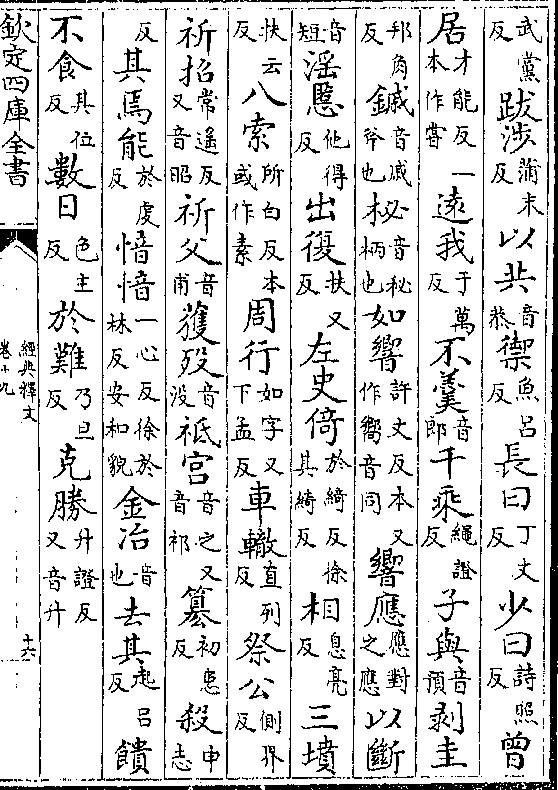 武黨反跋涉蒲末反以共音恭禦魚呂反長曰丁丈反少曰詩照反曾
居才能反一本作嘗遠我于萬反不羹音郎千乘繩證反子與音預剥圭
邦角反鏚音戚斧也柲音秘柄也如響許丈反本又作嚮音同響應應對之應以斷
音短淫慝他得反出復扶又反左史倚於綺反徐其綺反相息亮反三墳
扶云反八索所白反本或作素周行如字又下孟反車轍直列反祭公側界反
祈招常遙反又音昭祈父音甫獲歿音没祗宫音之又音祁簒初患反殺申志
反其焉能於虔反愔愔一心反徐於林反安和貌金冶音也去其起呂反饋
不食其位反數日色主反於難乃旦反克勝升證反又音升
欽定四庫全書
經典釋文
卷十九
十六